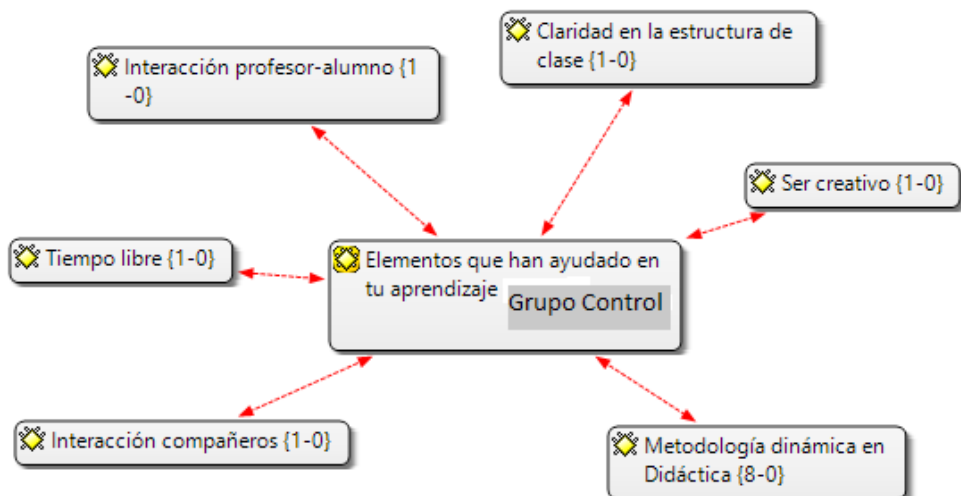 Claridad en la estructura de
clase {1-0}
Interacción profesor-alumno {1
-0}
Ser creativo {1-0}
Tiempo libre {1-0}
Elementos que han ayudado en
tu aprendizaje
Grupo Control
Interacción compañeros {1-0}
Metodología dinámica en
Didáctica {8-0}